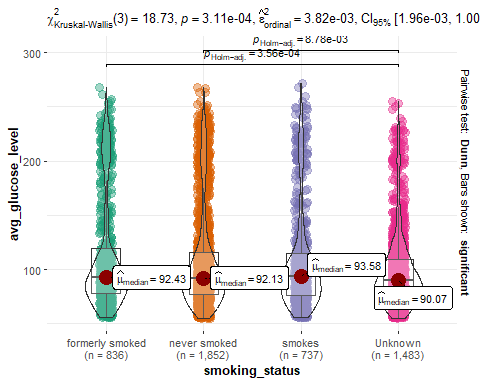 χ²Kruskal-Wallis(3) = 18.73, p = 3.11e-04, ε̂²ordinal = 3.82e-03, CI95% [1.96e-03, 1.00
pHolm-adj. = 8.78e-03
pHolm-adj. = 3.56e-04
300
200
100
avg_glucose_level
μ̂median = 92.43
μ̂median = 92.13
μ̂median = 93.58
μ̂median = 90.07
formerly smoked
(n = 836)
never smoked
(n = 1,852)
smokes
(n = 737)
Unknown
(n = 1,483)
smoking_status
Pairwise test: Dunn, Bars shown: significant